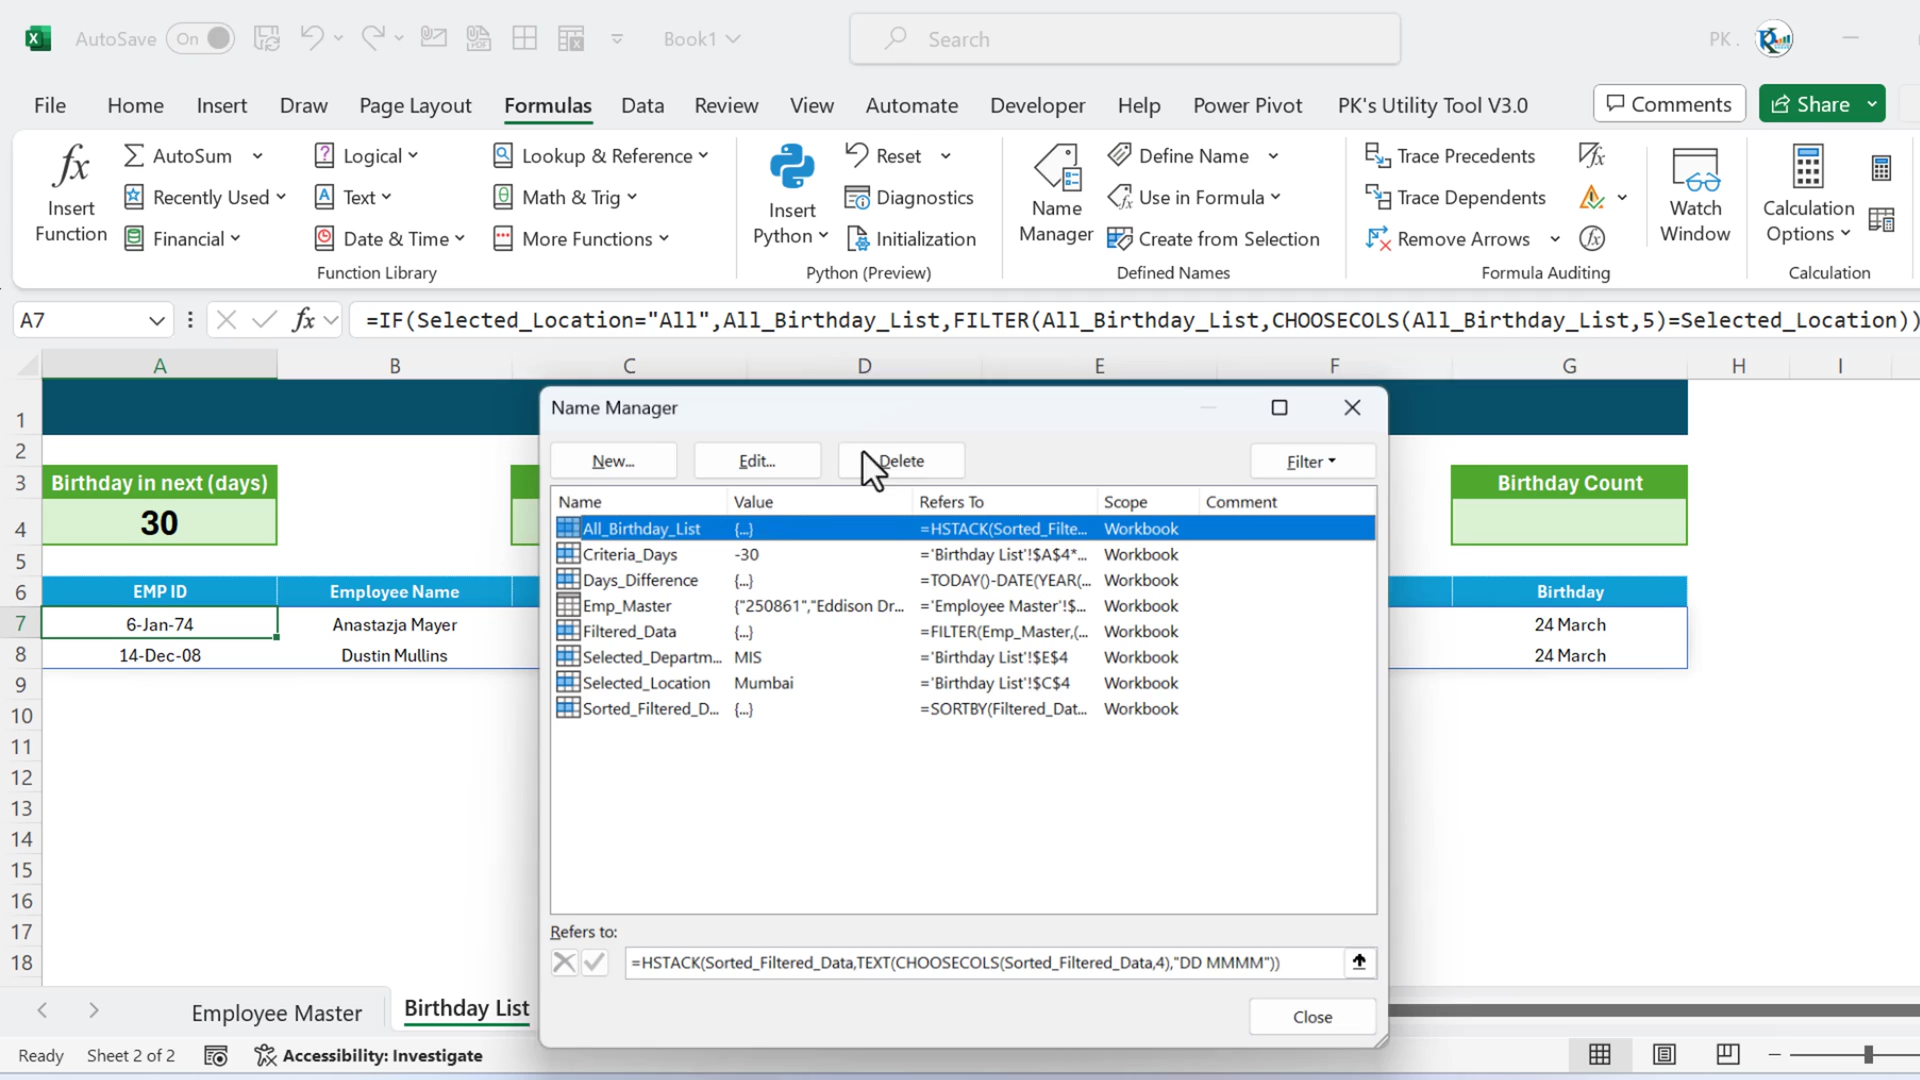 AutoSave On Book1 Search PK .
File Home Insert Draw Page Layout Formulas Data Review View Automate Developer Help Power Pivot PK's Utility Tool V3.0 Comments Share
fx Insert Function
AutoSum
Recently Used
Financial
Logical
Text
Date & Time
Lookup & Reference
Math & Trig
More Functions
Function Library
Insert Python
Reset
Diagnostics
Initialization
Python (Preview)
Name Manager
Define Name
Use in Formula
Create from Selection
Defined Names
Trace Precedents
Trace Dependents
Remove Arrows
Formula Auditing
Watch Window
Calculation Options
Calculation
A7 fx =IF(Selected_Location="All",All_Birthday_List,FILTER(All_Birthday_List,CHOOSECOLS(All_Birthday_List,5)=Selected_Location))
A B C D E F G H I
1
2
3 Birthday in next (days) Birthday Count
4 30
5
6 EMP ID Employee Name Birthday
7 6-Jan-74 Anastazja Mayer 24 March
8 14-Dec-08 Dustin Mullins 24 March
9
10
11
12
13
14
15
16
17
18
Name Manager
New... Edit... Delete Filter
Name Value Refers To Scope Comment
All_Birthday_List {...} =HSTACK(Sorted_Filte... Workbook
Criteria_Days -30 ='Birthday List'!$A$4*... Workbook
Days_Difference {...} =TODAY()-DATE(YEAR(... Workbook
Emp_Master {"250861","Eddison Dr... ='Employee Master'!$... Workbook
Filtered_Data {...} =FILTER(Emp_Master,(... Workbook
Selected_Departm... MIS ='Birthday List'!$E$4 Workbook
Selected_Location Mumbai ='Birthday List'!$C$4 Workbook
Sorted_Filtered_D... {...} =SORTBY(Filtered_Dat... Workbook
Refers to:
=HSTACK(Sorted_Filtered_Data,TEXT(CHOOSECOLS(Sorted_Filtered_Data,4),"DD MMMM"))
Close
Employee Master Birthday List
Ready Sheet 2 of 2 Accessibility: Investigate